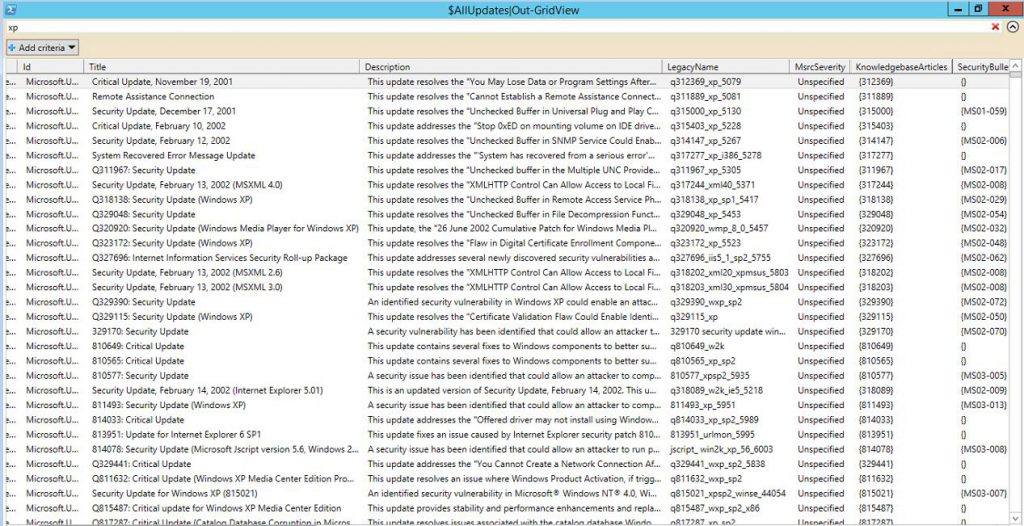 $AllUpdates|Out-GridView
xp
Add criteria
Id Title Description LegacyName MsrcSeverity KnowledgebaseArticles SecurityBulle
e... Microsoft.U... Critical Update, November 19, 2001 This update resolves the "You May Lose Data or Program Settings After... q312369_xp_5079 Unspecified {312369} {}
e... Microsoft.U... Remote Assistance Connection This update resolves the "Cannot Establish a Remote Assistance Connect... q311889_xp_5081 Unspecified {311889} {}
e... Microsoft.U... Security Update, December 17, 2001 This update resolves the "Unchecked Buffer in Universal Plug and Play C... q315000_xp_5130 Unspecified {315000} {MS01-059}
e... Microsoft.U... Critical Update, February 10, 2002 This update addresses the "Stop 0xED on mounting volume on IDE drive... q315403_xp_5228 Unspecified {315403} {}
e... Microsoft.U... Security Update, February 12, 2002 This update resolves the "Unchecked Buffer in SNMP Service Could Enab... q314147_xp_5267 Unspecified {314147} {MS02-006}
e... Microsoft.U... System Recovered Error Message Update This update addresses the "'System has recovered from a serious error'... q317277_xp_i386_5278 Unspecified {317277} {}
e... Microsoft.U... Q311967: Security Update This update resolves the "Unchecked buffer in the Multiple UNC Provide... q311967_xp_5305 Unspecified {311967} {MS02-017}
e... Microsoft.U... Security Update, February 13, 2002 (MSXML 4.0) This update resolves the "XMLHTTP Control Can Allow Access to Local Fi... q317244_xml40_5371 Unspecified {317244} {MS02-008}
e... Microsoft.U... Q318138: Security Update (Windows XP) This update resolves the "Unchecked Buffer in Remote Access Service Ph... q318138_xp_sp1_5417 Unspecified {318138} {MS02-029}
e... Microsoft.U... Q329048: Security Update This update resolves the "Unchecked Buffer in File Decompression Funct... q329048_xp_5453 Unspecified {329048} {MS02-054}
e... Microsoft.U... Q320920: Security Update (Windows Media Player for Windows XP) This update, the "26 June 2002 Cumulative Patch for Windows Media Pl... q320920_wmp_8_0_5457 Unspecified {320920} {MS02-032}
e... Microsoft.U... Q323172: Security Update (Windows XP) This update resolves the "Flaw in Digital Certificate Enrollment Compone... q323172_xp_5523 Unspecified {323172} {MS02-048}
e... Microsoft.U... Q327696: Internet Information Services Security Roll-up Package This update addresses several newly discovered security vulnerabilities a... q327696_iis5_1_sp2_5755 Unspecified {327696} {MS02-062}
e... Microsoft.U... Security Update, February 13, 2002 (MSXML 2.6) This update resolves the "XMLHTTP Control Can Allow Access to Local Fi... q318202_xml20_xpmsus_5803 Unspecified {318202} {MS02-008}
e... Microsoft.U... Security Update, February 13, 2002 (MSXML 3.0) This update resolves the "XMLHTTP Control Can Allow Access to Local Fi... q318203_xml30_xpmsus_5804 Unspecified {318203} {MS02-008}
e... Microsoft.U... Q329390: Security Update An identified security vulnerability in Windows XP could enable an attac... q329390_wxp_sp2 Unspecified {329390} {MS02-072}
e... Microsoft.U... Q329115: Security Update (Windows XP) This update resolves the "Certificate Validation Flaw Could Enable Identi... q329115_xp Unspecified {329115} {MS02-050}
e... Microsoft.U... 329170: Security Update A security vulnerability has been identified that could allow an attacker t... 329170 security update win... Unspecified {329170} {MS02-070}
e... Microsoft.U... 810649: Critical Update This update contains several fixes to Windows components to better su... q810649_w2k Unspecified {810649} {}
e... Microsoft.U... 810565: Critical Update This update contains several fixes to Windows components to better su... q810565_xp_sp2 Unspecified {810565} {}
e... Microsoft.U... 810577: Security Update A security issue has been identified that could allow an attacker to comp... q810577_xpsp2_5935 Unspecified {810577} {MS03-005}
e... Microsoft.U... Security Update, February 14, 2002 (Internet Explorer 5.01) This is an updated version of Security Update, February 14, 2002. This u... q318089_w2k_ie5_5218 Unspecified {318089} {MS02-009}
e... Microsoft.U... 811493: Security Update (Windows XP) A security issue has been identified that could allow an attacker to comp... 811493_xp_5951 Unspecified {811493} {MS03-013}
e... Microsoft.U... 814033: Critical Update This update addresses the "Offered driver may not install using Window... q814033_xp_sp2_5989 Unspecified {814033} {}
e... Microsoft.U... 813951: Update for Internet Explorer 6 SP1 This update fixes an issue caused by Internet Explorer security patch 810... 813951_urlmon_5995 Unspecified {813951} {}
e... Microsoft.U... 814078: Security Update (Microsoft Jscript version 5.6, Windows 2... A security issue has been identified that could allow an attacker to run p... jscript_win2k_xp_56_6003 Unspecified {814078} {MS03-008}
e... Microsoft.U... Q329441: Critical Update This update addresses the "You Cannot Create a Network Connection Af... q329441_wxp_sp2_5838 Unspecified {329441} {}
e... Microsoft.U... Q811632: Critical Update (Windows XP Media Center Edition Pro... This update resolves an issue where Windows Product Activation, if trigg... q811632_wxp_sp2 Unspecified {811632} {}
e... Microsoft.U... Security Update for Windows XP (815021) An identified security vulnerability in Microsoft® Windows NT® 4.0, Wi... q815021_xpsp2_winse_44054 Unspecified {815021} {MS03-007}
e... Microsoft.U... Q815487: critical update for Windows XP Media Center Edition This update provides stability and performance enhancements and repla... q815487_wxp_sp2_x86 Unspecified {815487} {}
e... Microsoft.U... Q817287: Critical Update (Catalog Database Corruption in Micros... This update resolves issues associated with the catalog database Window... q817287_xp_sp2 Unspecified {817287} {}